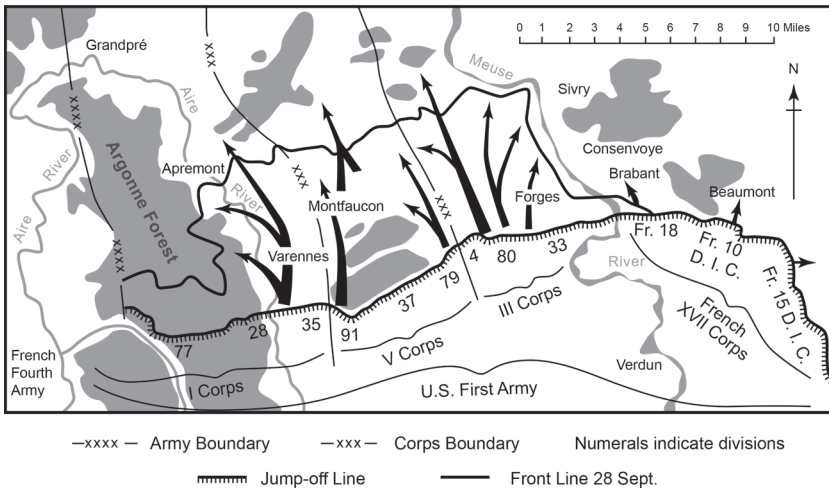 0 1 2 3 4 5 6 7 8 9 10 Miles
N
Grandpré
xxx
Meuse
Sivry
Aire
xxxx
River
Argonne Forest
Aire
River
Apremont
xxx
Montfaucon
Varennes
xxx
Consenvoye
Brabant
Beaumont
Forges
xxxx
77
28
35
91
37
79
4
80
33
Fr. 18
Fr. 10
D. I. C.
Fr. 15 D. I. C.
River
French
XVII Corps
III Corps
V Corps
I Corps
Verdun
French
Fourth
Army
U.S. First Army
xxxx Army Boundary
xxx Corps Boundary
Numerals indicate divisions
Jump-off Line
Front Line 28 Sept.